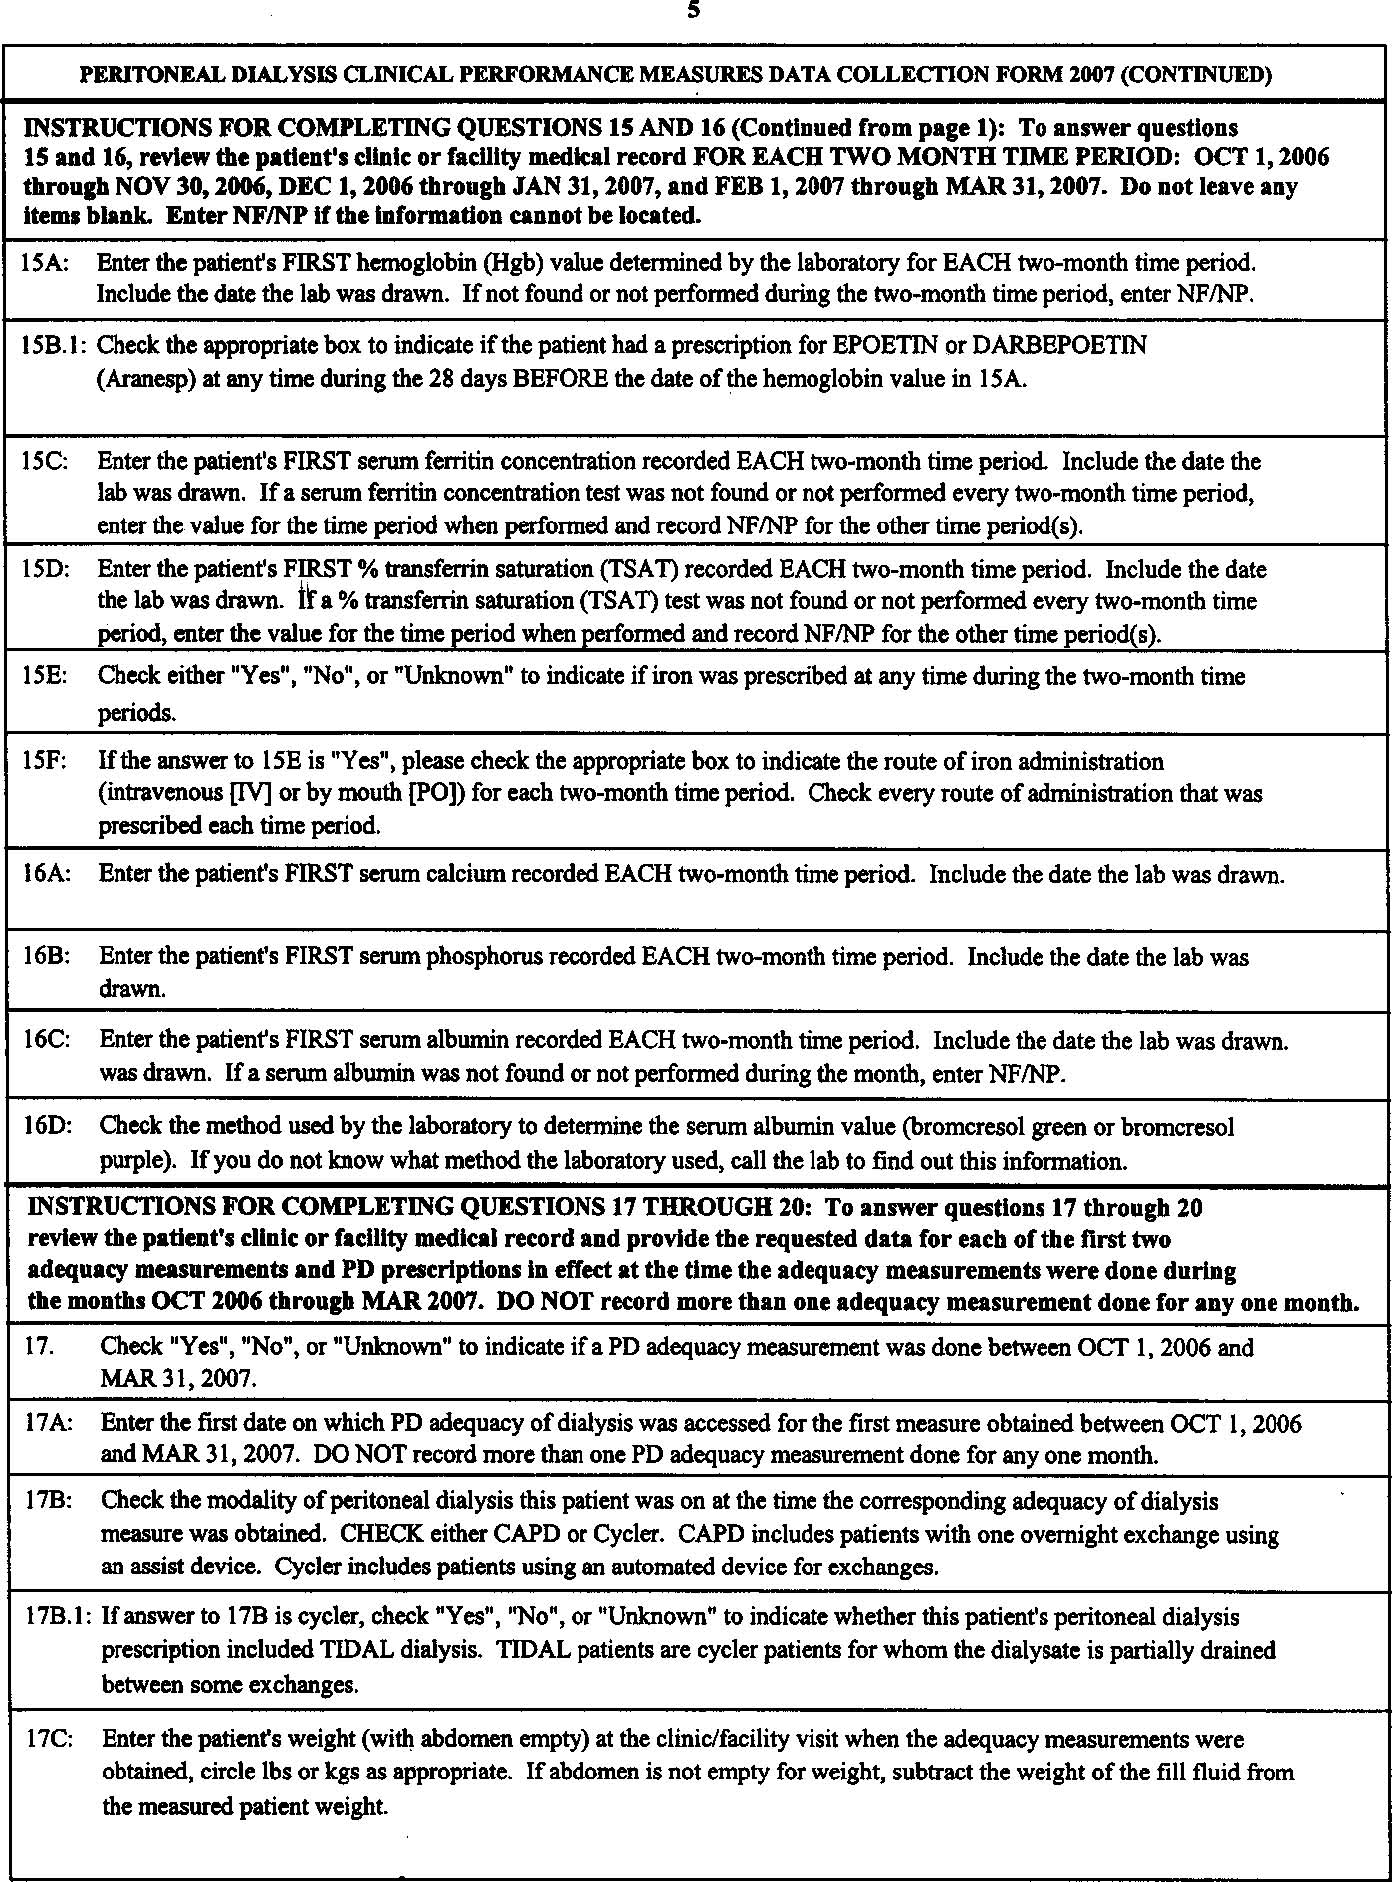 5
PERITONEAL DIALYSIS CLINICAL PERFORMANCE MEASURES DATA COLLECTION FORM 2007 (CONTINUED)
INSTRUCTIONS FOR COMPLETING QUESTIONS 15 AND 16 (Continued from page 1): To answer questions
15 and 16, review the patient's clinic or facility medical record FOR EACH TWO MONTH TIME PERIOD: OCT 1, 2006
through NOV 30, 2006, DEC 1, 2006 through JAN 31, 2007, and FEB 1, 2007 through MAR 31, 2007. Do not leave any
items blank. Enter NF/NP if the information cannot be located.
15A: Enter the patient's FIRST hemoglobin (Hgb) value determined by the laboratory for EACH two-month time period.
Include the date the lab was drawn. If not found or not performed during the two-month time period, enter NF/NP.
15B.1: Check the appropriate box to indicate if the patient had a prescription for EPOETIN or DARBEPOETIN
(Aranesp) at any time during the 28 days BEFORE the date of the hemoglobin value in 15A.
15C: Enter the patient's FIRST serum ferritin concentration recorded EACH two-month time period. Include the date the
lab was drawn. If a serum ferritin concentration test was not found or not performed every two-month time period,
enter the value for the time period when performed and record NF/NP for the other time period(s).
15D: Enter the patient's FIRST % transferrin saturation (TSAT) recorded EACH two-month time period. Include the date
the lab was drawn. If a % transferrin saturation (TSAT) test was not found or not performed every two-month time
period, enter the value for the time period when performed and record NF/NP for the other time period(s).
15E: Check either "Yes", "No", or "Unknown" to indicate if iron was prescribed at any time during the two-month time
periods.
15F: If the answer to 15E is "Yes", please check the appropriate box to indicate the route of iron administration
(intravenous [IV] or by mouth [PO]) for each two-month time period. Check every route of administration that was
prescribed each time period.
16A: Enter the patient's FIRST serum calcium recorded EACH two-month time period. Include the date the lab was drawn.
16B: Enter the patient's FIRST serum phosphorus recorded EACH two-month time period. Include the date the lab was
drawn.
16C: Enter the patient's FIRST serum albumin recorded EACH two-month time period. Include the date the lab was drawn.
was drawn. If a serum albumin was not found or not performed during the month, enter NF/NP.
16D: Check the method used by the laboratory to determine the serum albumin value (bromcresol green or bromcresol
purple). If you do not know what method the laboratory used, call the lab to find out this information.
INSTRUCTIONS FOR COMPLETING QUESTIONS 17 THROUGH 20: To answer questions 17 through 20
review the patient's clinic or facility medical record and provide the requested data for each of the first two
adequacy measurements and PD prescriptions in effect at the time the adequacy measurements were done during
the months OCT 2006 through MAR 2007. DO NOT record more than one adequacy measurement done for any one month.
17. Check "Yes", "No", or "Unknown" to indicate if a PD adequacy measurement was done between OCT 1, 2006 and
MAR 31, 2007.
17A: Enter the first date on which PD adequacy of dialysis was accessed for the first measure obtained between OCT 1, 2006
and MAR 31, 2007. DO NOT record more than one PD adequacy measurement done for any one month.
17B: Check the modality of peritoneal dialysis this patient was on at the time the corresponding adequacy of dialysis
measure was obtained. CHECK either CAPD or Cycler. CAPD includes patients with one overnight exchange using
an assist device. Cycler includes patients using an automated device for exchanges.
17B.1: If answer to 17B is cycler, check "Yes", "No", or "Unknown" to indicate whether this patient's peritoneal dialysis
prescription included TIDAL dialysis. TIDAL patients are cycler patients for whom the dialysate is partially drained
between some exchanges.
17C: Enter the patient's weight (with abdomen empty) at the clinic/facility visit when the adequacy measurements were
obtained, circle lbs or kgs as appropriate. If abdomen is not empty for weight, subtract the weight of the fill fluid from
the measured patient weight.